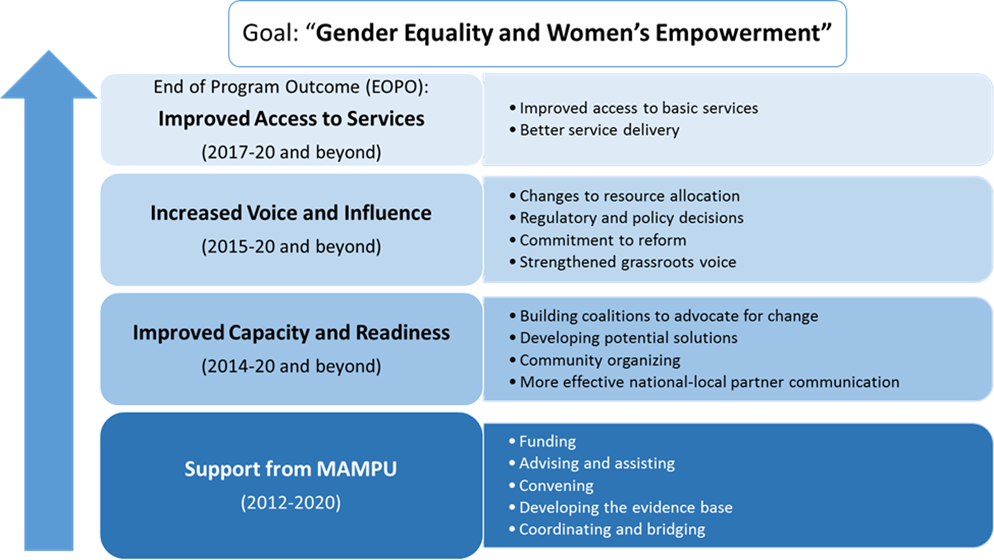 Goal: “Gender Equality and Women’s Empowerment”
End of Program Outcome (EOPO):
Improved Access to Services
(2017-20 and beyond)
• Improved access to basic services
• Better service delivery
Increased Voice and Influence
(2015-20 and beyond)
• Changes to resource allocation
• Regulatory and policy decisions
• Commitment to reform
• Strengthened grassroots voice
Improved Capacity and Readiness
(2014-20 and beyond)
• Building coalitions to advocate for change
• Developing potential solutions
• Community organizing
• More effective national-local partner communication
Support from MAMPU
(2012-2020)
• Funding
• Advising and assisting
• Convening
• Developing the evidence base
• Coordinating and bridging